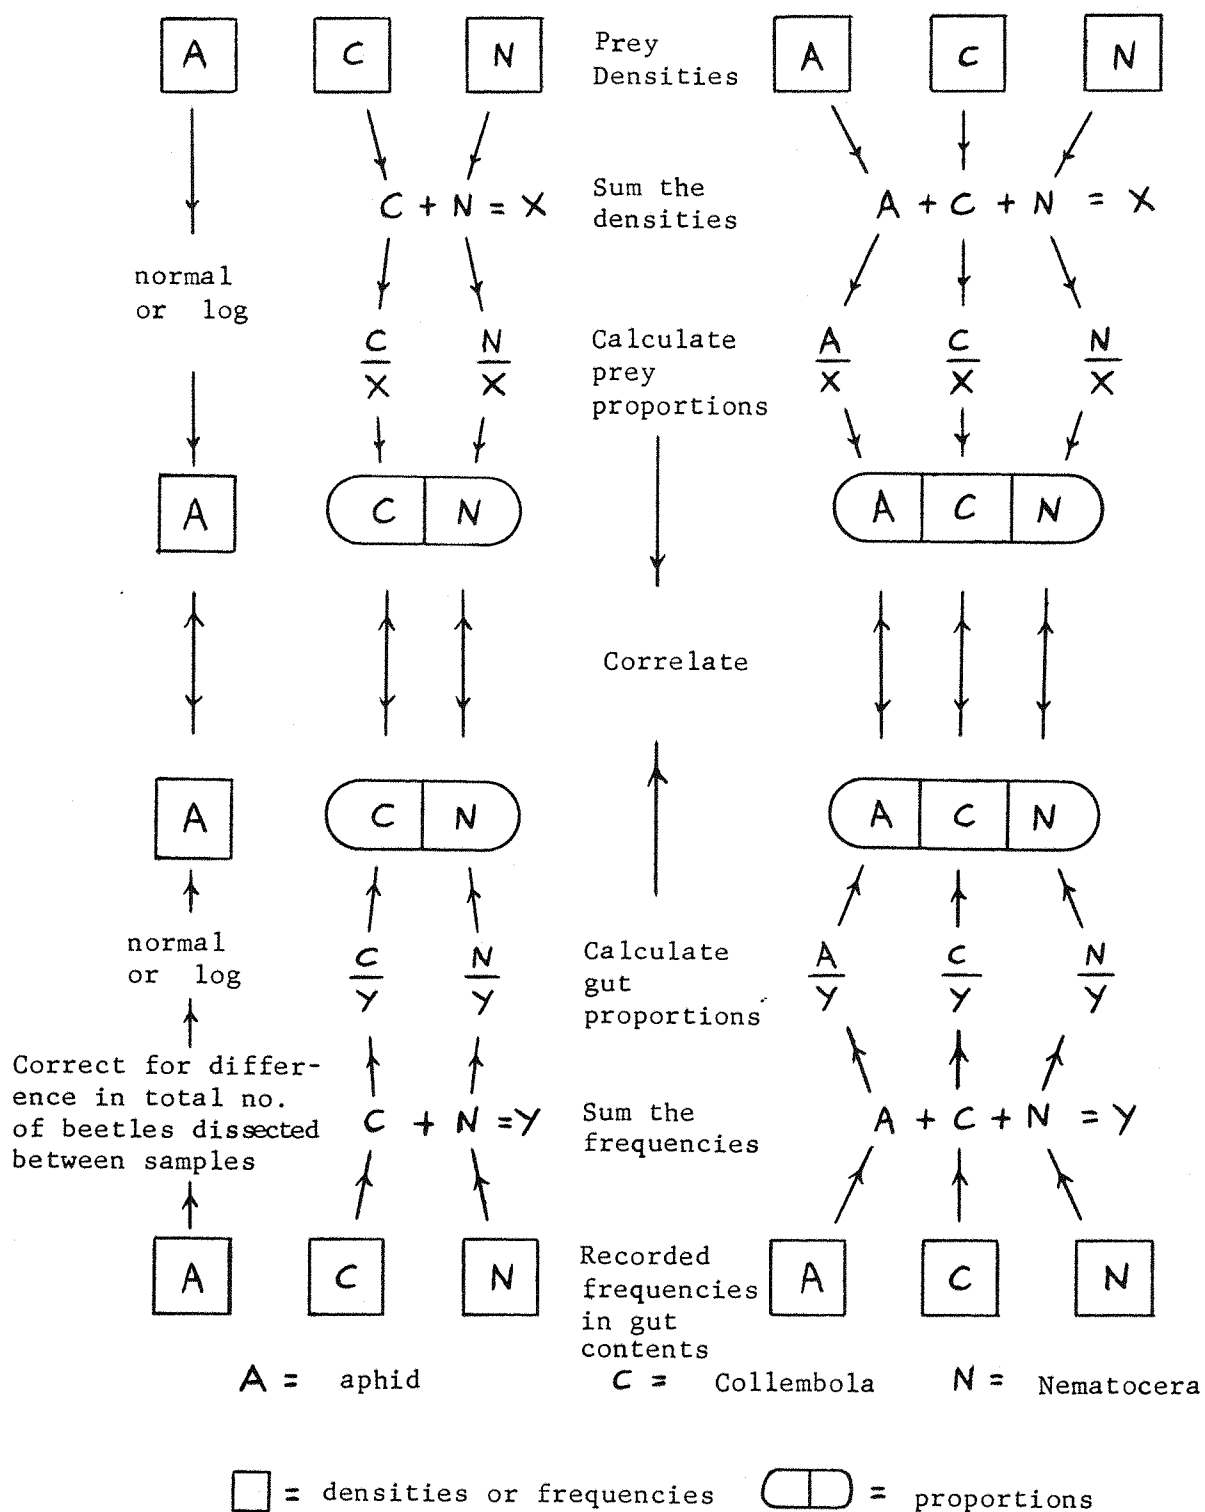 A C N Prey A C N
Densities
C + N = X Sum the A + C + N = X
densities
normal
or log
C N Calculate A C N
X X prey X X X
proportions
A C N A C N
Correlate
A C N A C N
normal C N Calculate A C N
or log Y Y gut Y Y Y
proportions
Correct for differ-
ence in total no.
of beetles dissected C + N = Y Sum the A + C + N = Y
between samples frequencies
A C N Recorded A C N
frequencies
in gut
contents
A = aphid C = Collembola N = Nematocera
= densities or frequencies = proportions